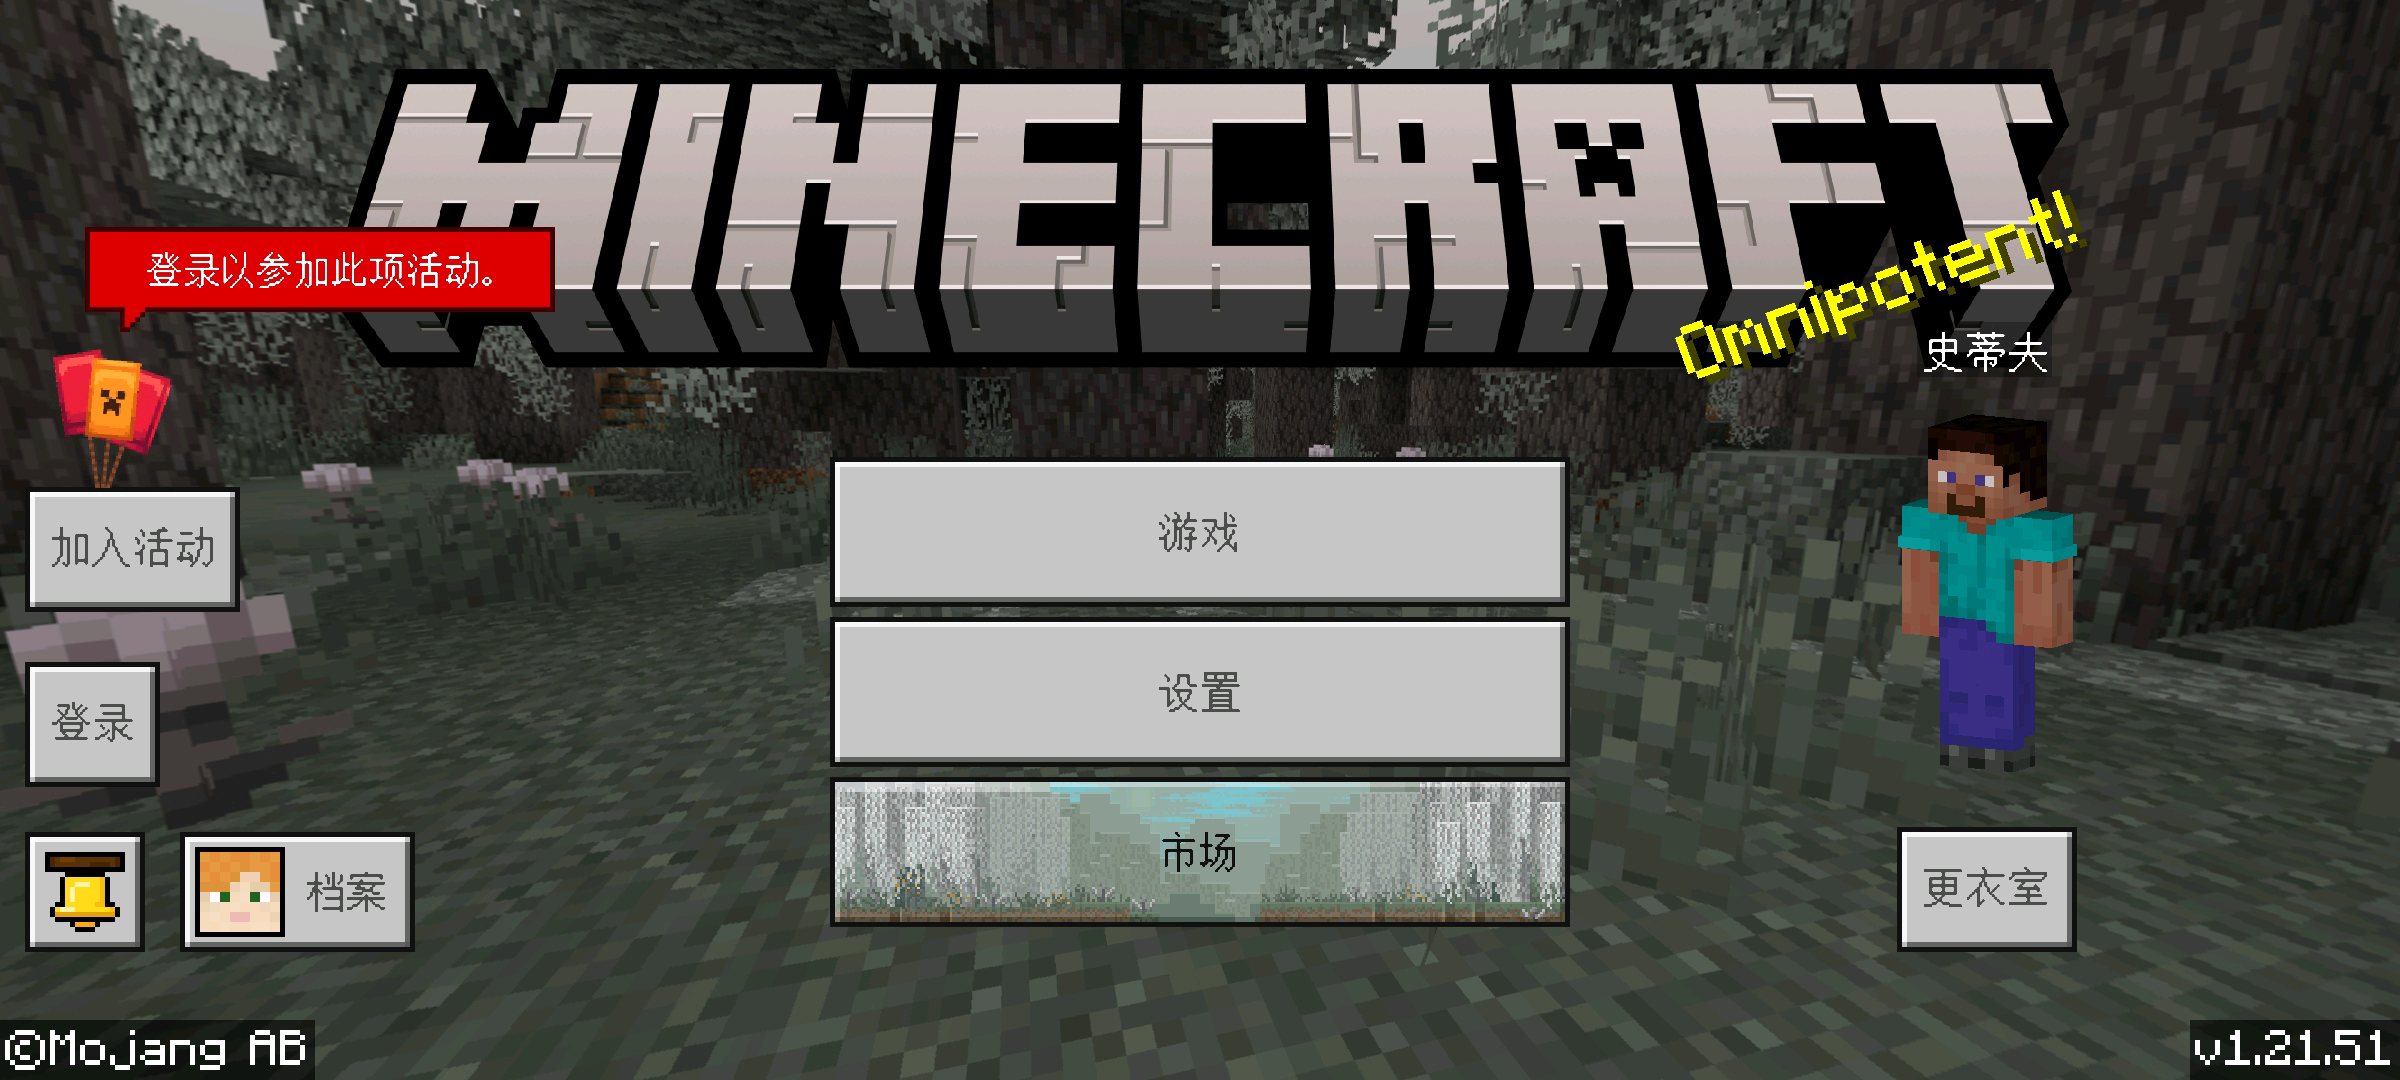 MINECRAFT
Omnipotent!
登录以参加此项活动。
史蒂夫
加入活动
游戏
登录
设置
市场
档案
更衣室
©Mojang AB
v1.21.51